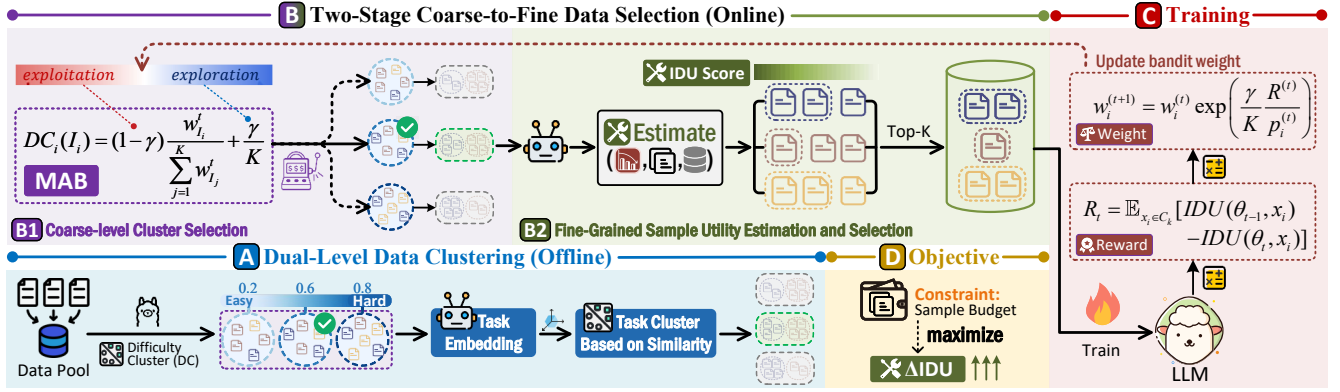 B Two-Stage Coarse-to-Fine Data Selection (Online)
exploitation exploration
DC_i(I_i) = (1-γ) w^t_{I_i} / Σ_{j=1}^{K} w^t_{I_j} + γ/K
MAB
B1 Coarse-level Cluster Selection
IDU Score
Estimate
( , , )
Top-K
B2 Fine-Grained Sample Utility Estimation and Selection
C Training
Update bandit weight
w_i^{(t+1)} = w_i^{(t)} exp(γ/K R^{(t)}/p_i^{(t)})
Weight
R_t = 𝔼_{x_i∈C_k}[IDU(θ_{t-1}, x_i)
-IDU(θ_t, x_i)]
Reward
Train
LLM
A Dual-Level Data Clustering (Offline)
Data Pool
Difficulty
Cluster (DC)
0.2 0.6 0.8
Easy Hard
Task
Embedding
Task Cluster
Based on Similarity
D Objective
Constraint:
Sample Budget
maximize
ΔIDU ↑↑↑